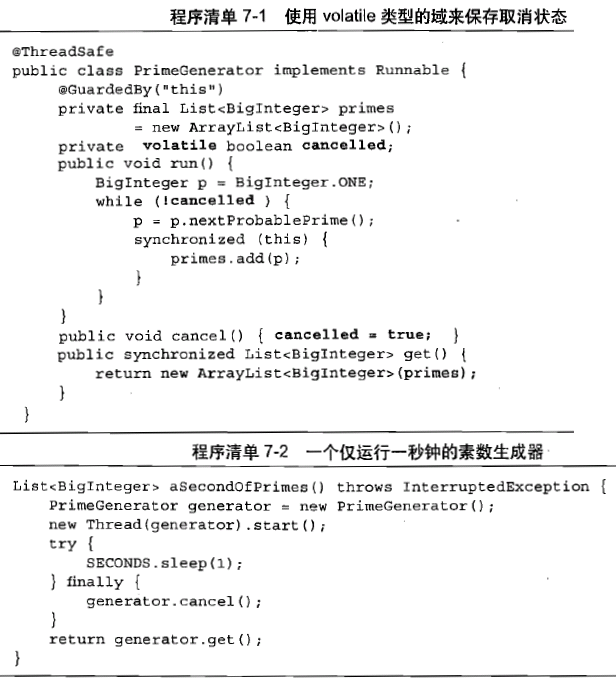 程序清单 7-1 使用 volatile 类型的域来保存取消状态
@ThreadSafe
public class PrimeGenerator implements Runnable {
@GuardedBy("this")
private final List<BigInteger> primes
= new ArrayList<BigInteger>();
private volatile boolean cancelled;
public void run() {
BigInteger p = BigInteger.ONE;
while (!cancelled ) {
p = p.nextProbablePrime();
synchronized (this) {
primes.add(p);
}
}
}
public void cancel() { cancelled = true; }
public synchronized List<BigInteger> get() {
return new ArrayList<BigInteger>(primes);
}
}
程序清单 7-2 一个仅运行一秒钟的素数生成器
List<BigInteger> aSecondOfPrimes() throws InterruptedException {
PrimeGenerator generator = new PrimeGenerator();
new Thread(generator).start();
try {
SECONDS.sleep(1);
} finally {
generator.cancel();
}
return generator.get();
}